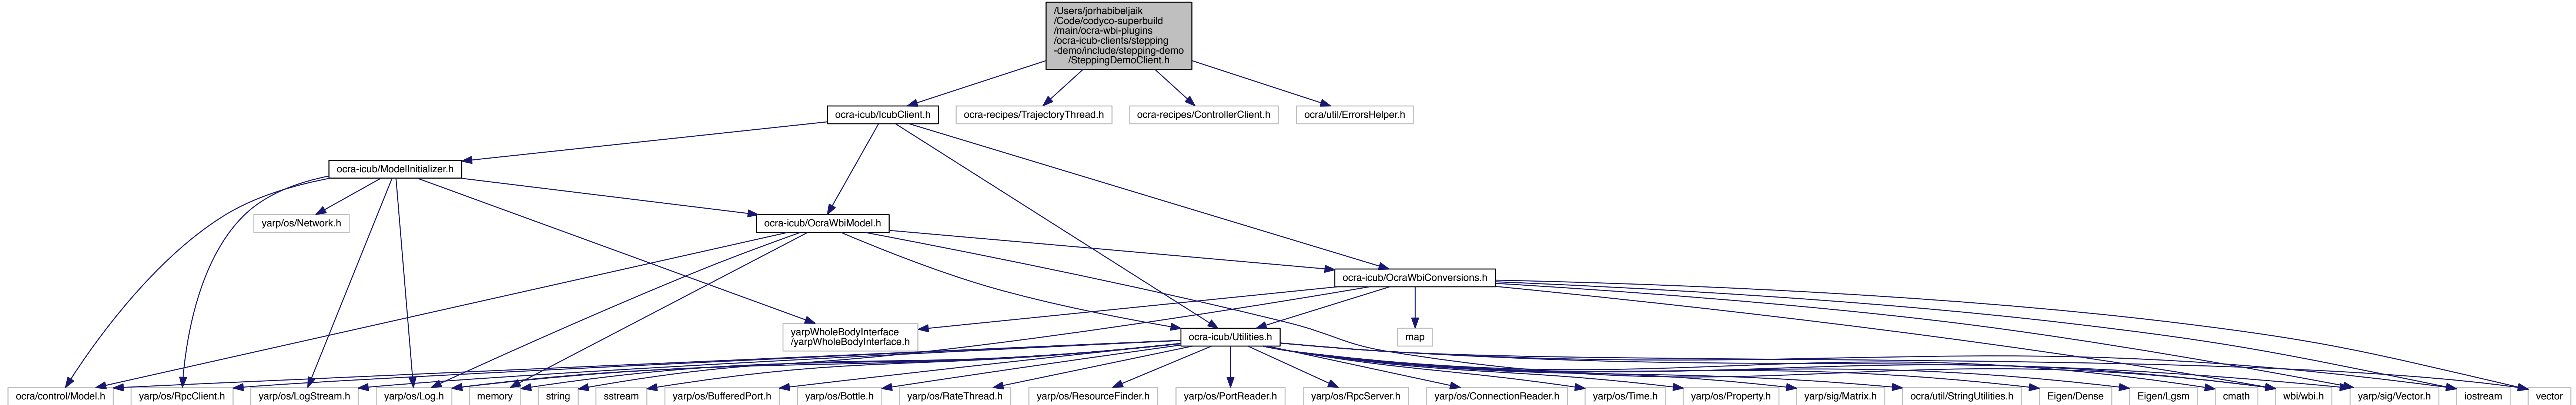 /Users/jorhabibeljaik
/Code/codyco-superbuild
/main/ocra-wbi-plugins
/ocra-icub-clients/stepping
-demo/include/stepping-demo
/SteppingDemoClient.h
ocra-icub/IcubClient.h
ocra-recipes/TrajectoryThread.h
ocra-recipes/ControllerClient.h
ocra/util/ErrorsHelper.h
ocra-icub/ModelInitializer.h
yarp/os/Network.h
ocra-icub/OcraWbiModel.h
ocra-icub/OcraWbiConversions.h
yarpWholeBodyInterface
/yarpWholeBodyInterface.h
ocra-icub/Utilities.h
map
ocra/control/Model.h
yarp/os/RpcClient.h
yarp/os/LogStream.h
yarp/os/Log.h
memory
string
sstream
yarp/os/BufferedPort.h
yarp/os/Bottle.h
yarp/os/RateThread.h
yarp/os/ResourceFinder.h
yarp/os/PortReader.h
yarp/os/RpcServer.h
yarp/os/ConnectionReader.h
yarp/os/Time.h
yarp/os/Property.h
yarp/sig/Matrix.h
ocra/util/StringUtilities.h
Eigen/Dense
Eigen/Lgsm
cmath
wbi/wbi.h
yarp/sig/Vector.h
iostream
vector